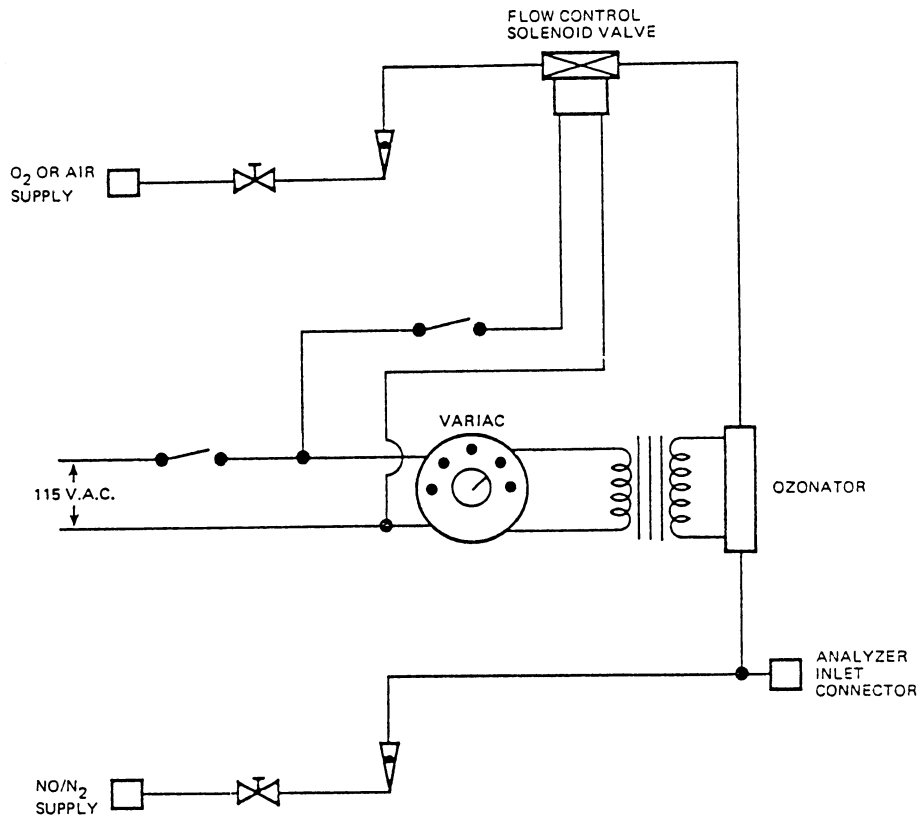 FLOW CONTROL
SOLENOID VALVE
O2 OR AIR
SUPPLY
VARIAC
115 V.A.C.
OZONATOR
ANALYZER
INLET
CONNECTOR
NO/N2
SUPPLY